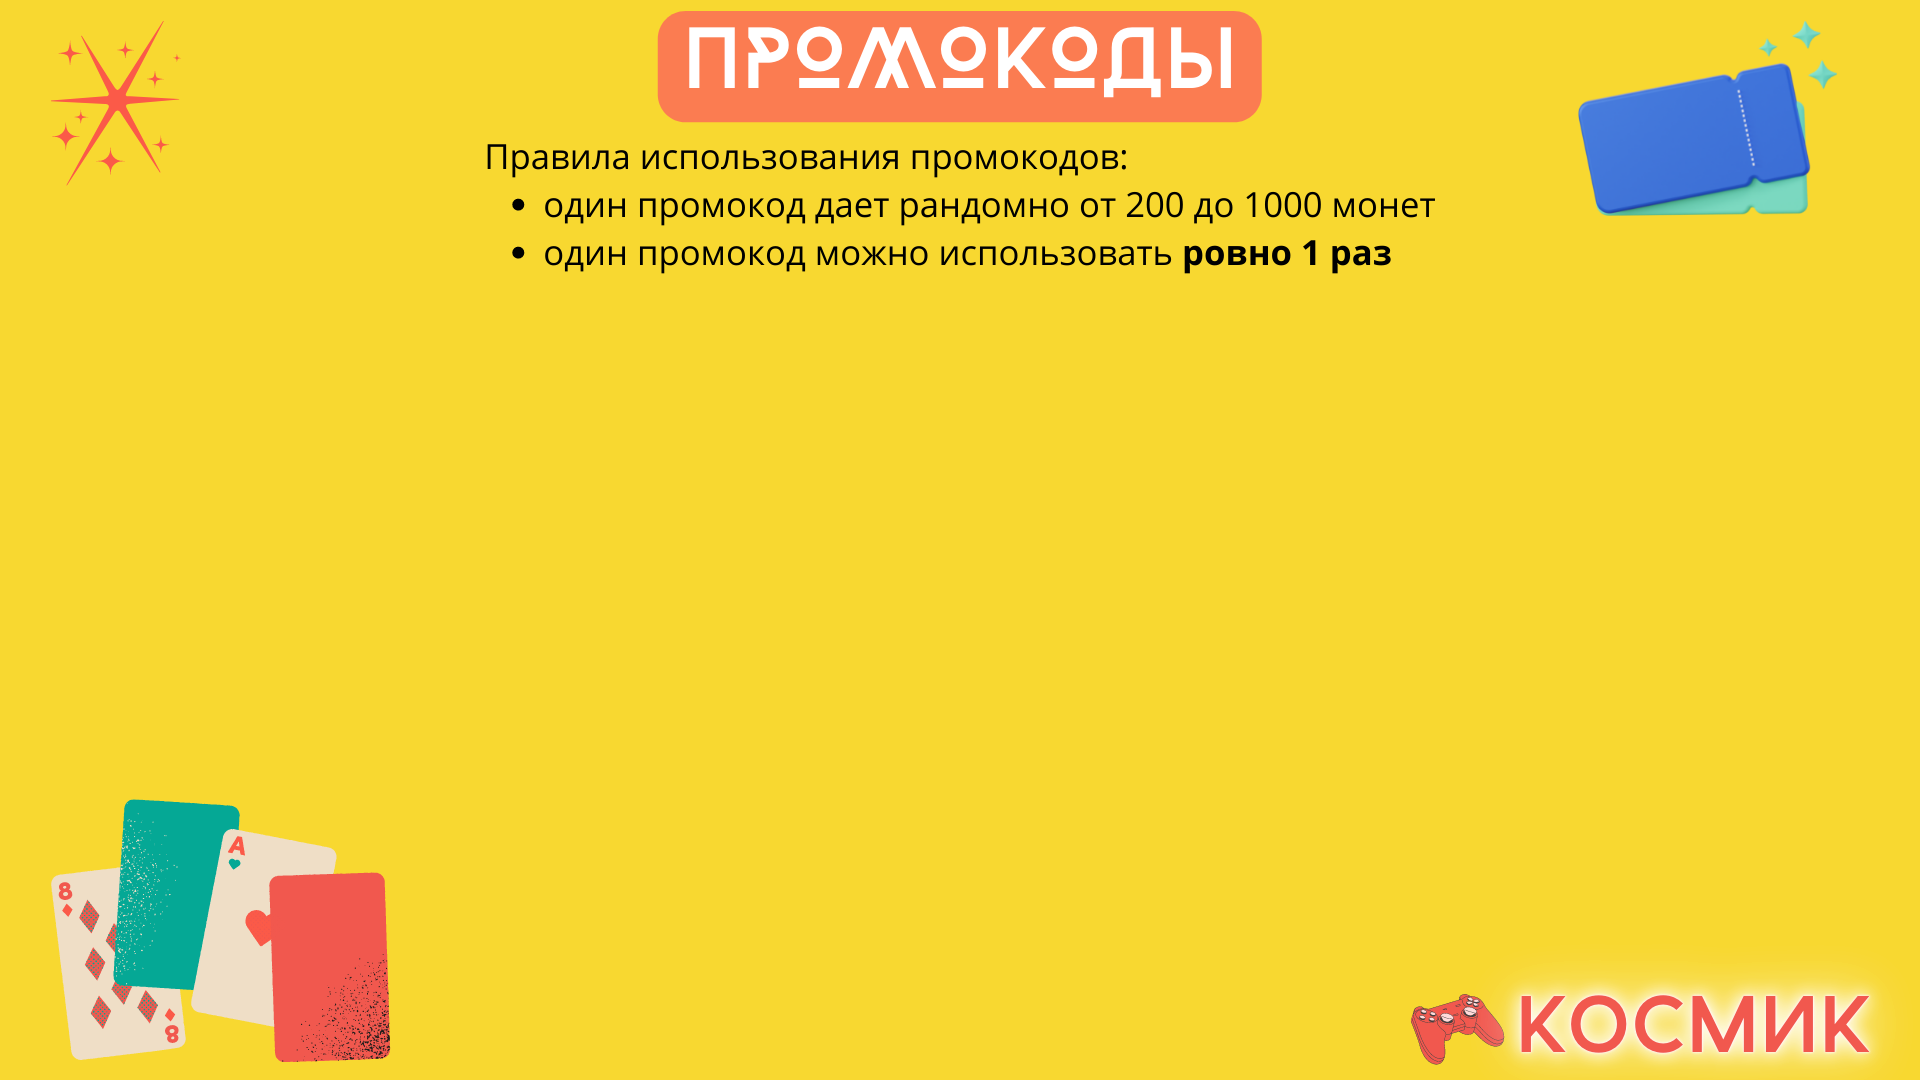 ПРОМОКОДЫ
Правила использования промокодов:
• один промокод дает рандомно от 200 до 1000 монет
• один промокод можно использовать ровно 1 раз
A
8
8
КОСМИК